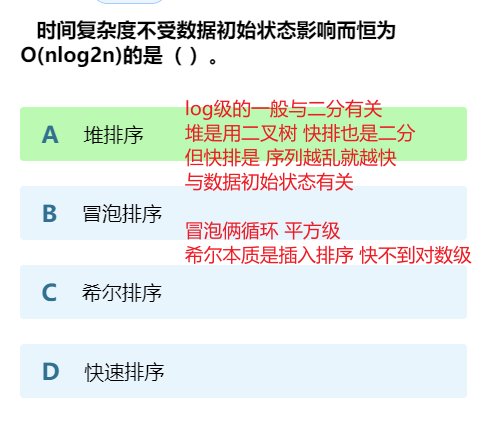 时间复杂度不受数据初始状态影响而恒为
O(nlog2n)的是（ ）。
log级的一般与二分有关
A 堆排序
堆是用二叉树 快排也是二分
但快排是 序列越乱就越快
与数据初始状态有关
B 冒泡排序
冒泡俩循环 平方级
希尔本质是插入排序 快不到对数级
C 希尔排序
D 快速排序